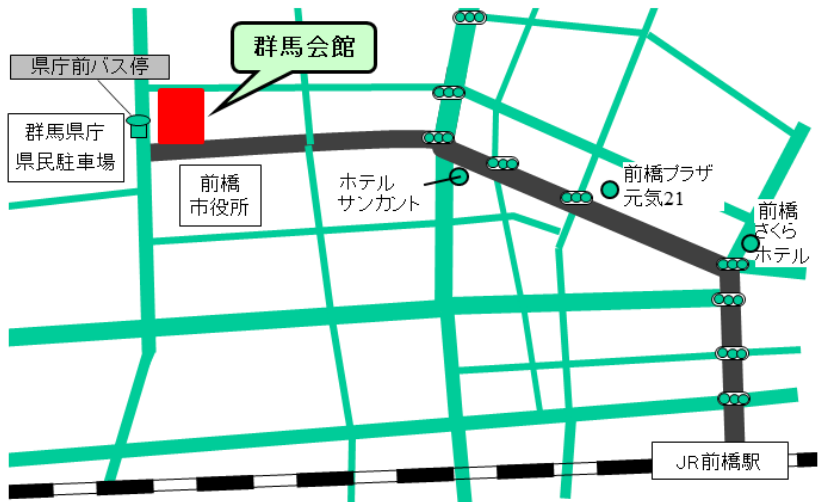 群馬会館
県庁前バス停
群馬県庁
県民駐車場
前橋
市役所
ホテル
サンカント
前橋プラザ
元気21
前橋
さくら
ホテル
JR前橋駅